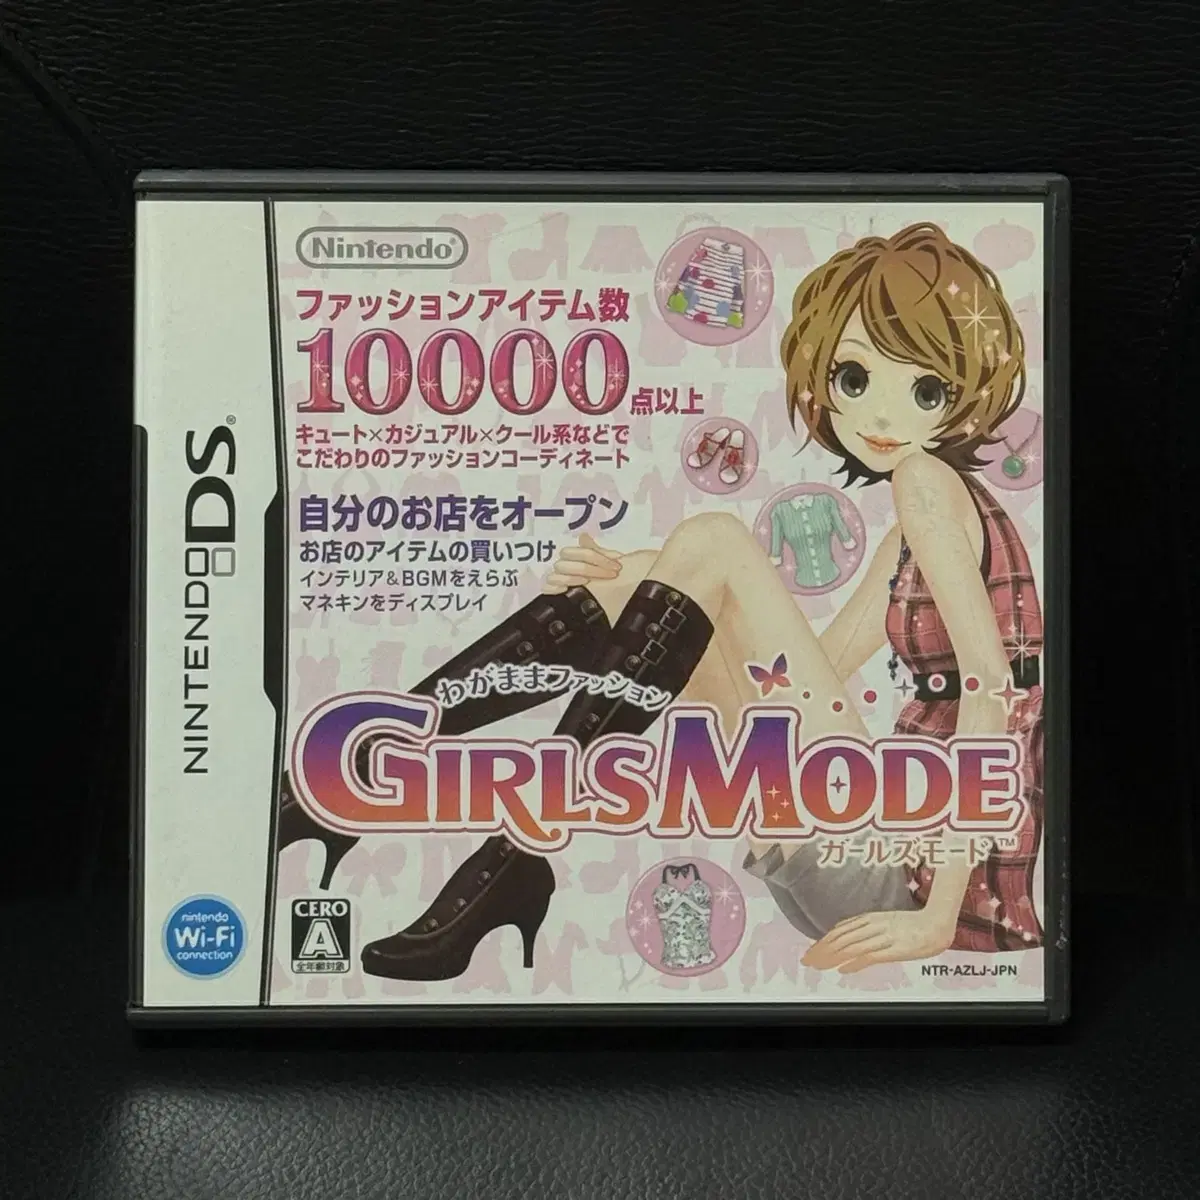 Nintendo®
ファッションアイテム数
10000点以上
キュート×カジュアル×クール系などで
こだわりのファッションコーディネート
自分のお店をオープン
お店のアイテムの買いつけ
インテリア&BGMをえらぶ
マネキンをディスプレイ
NINTENDO DS®
わがままファッション
GIRLS MODE
ガールズモード™
nintendo
Wi-Fi
connection
CERO
A
全年齢対象
NTR-AZLJ-JPN